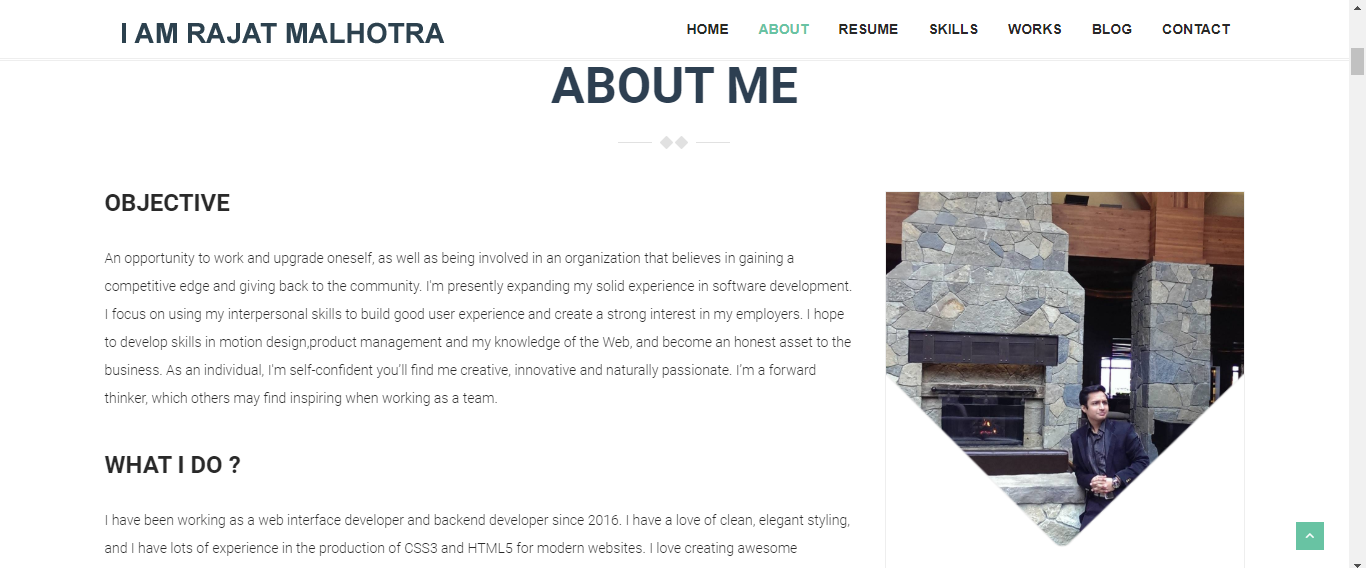 I AM RAJAT MALHOTRA
HOME ABOUT RESUME SKILLS WORKS BLOG CONTACT
ABOUT ME
OBJECTIVE
An opportunity to work and upgrade oneself, as well as being involved in an organization that believes in gaining a
competitive edge and giving back to the community. I'm presently expanding my solid experience in software development.
I focus on using my interpersonal skills to build good user experience and create a strong interest in my employers. I hope
to develop skills in motion design,product management and my knowledge of the Web, and become an honest asset to the
business. As an individual, I'm self-confident you'll find me creative, innovative and naturally passionate. I'm a forward
thinker, which others may find inspiring when working as a team.
WHAT I DO ?
I have been working as a web interface developer and backend developer since 2016. I have a love of clean, elegant styling,
and I have lots of experience in the production of CSS3 and HTML5 for modern websites. I love creating awesome